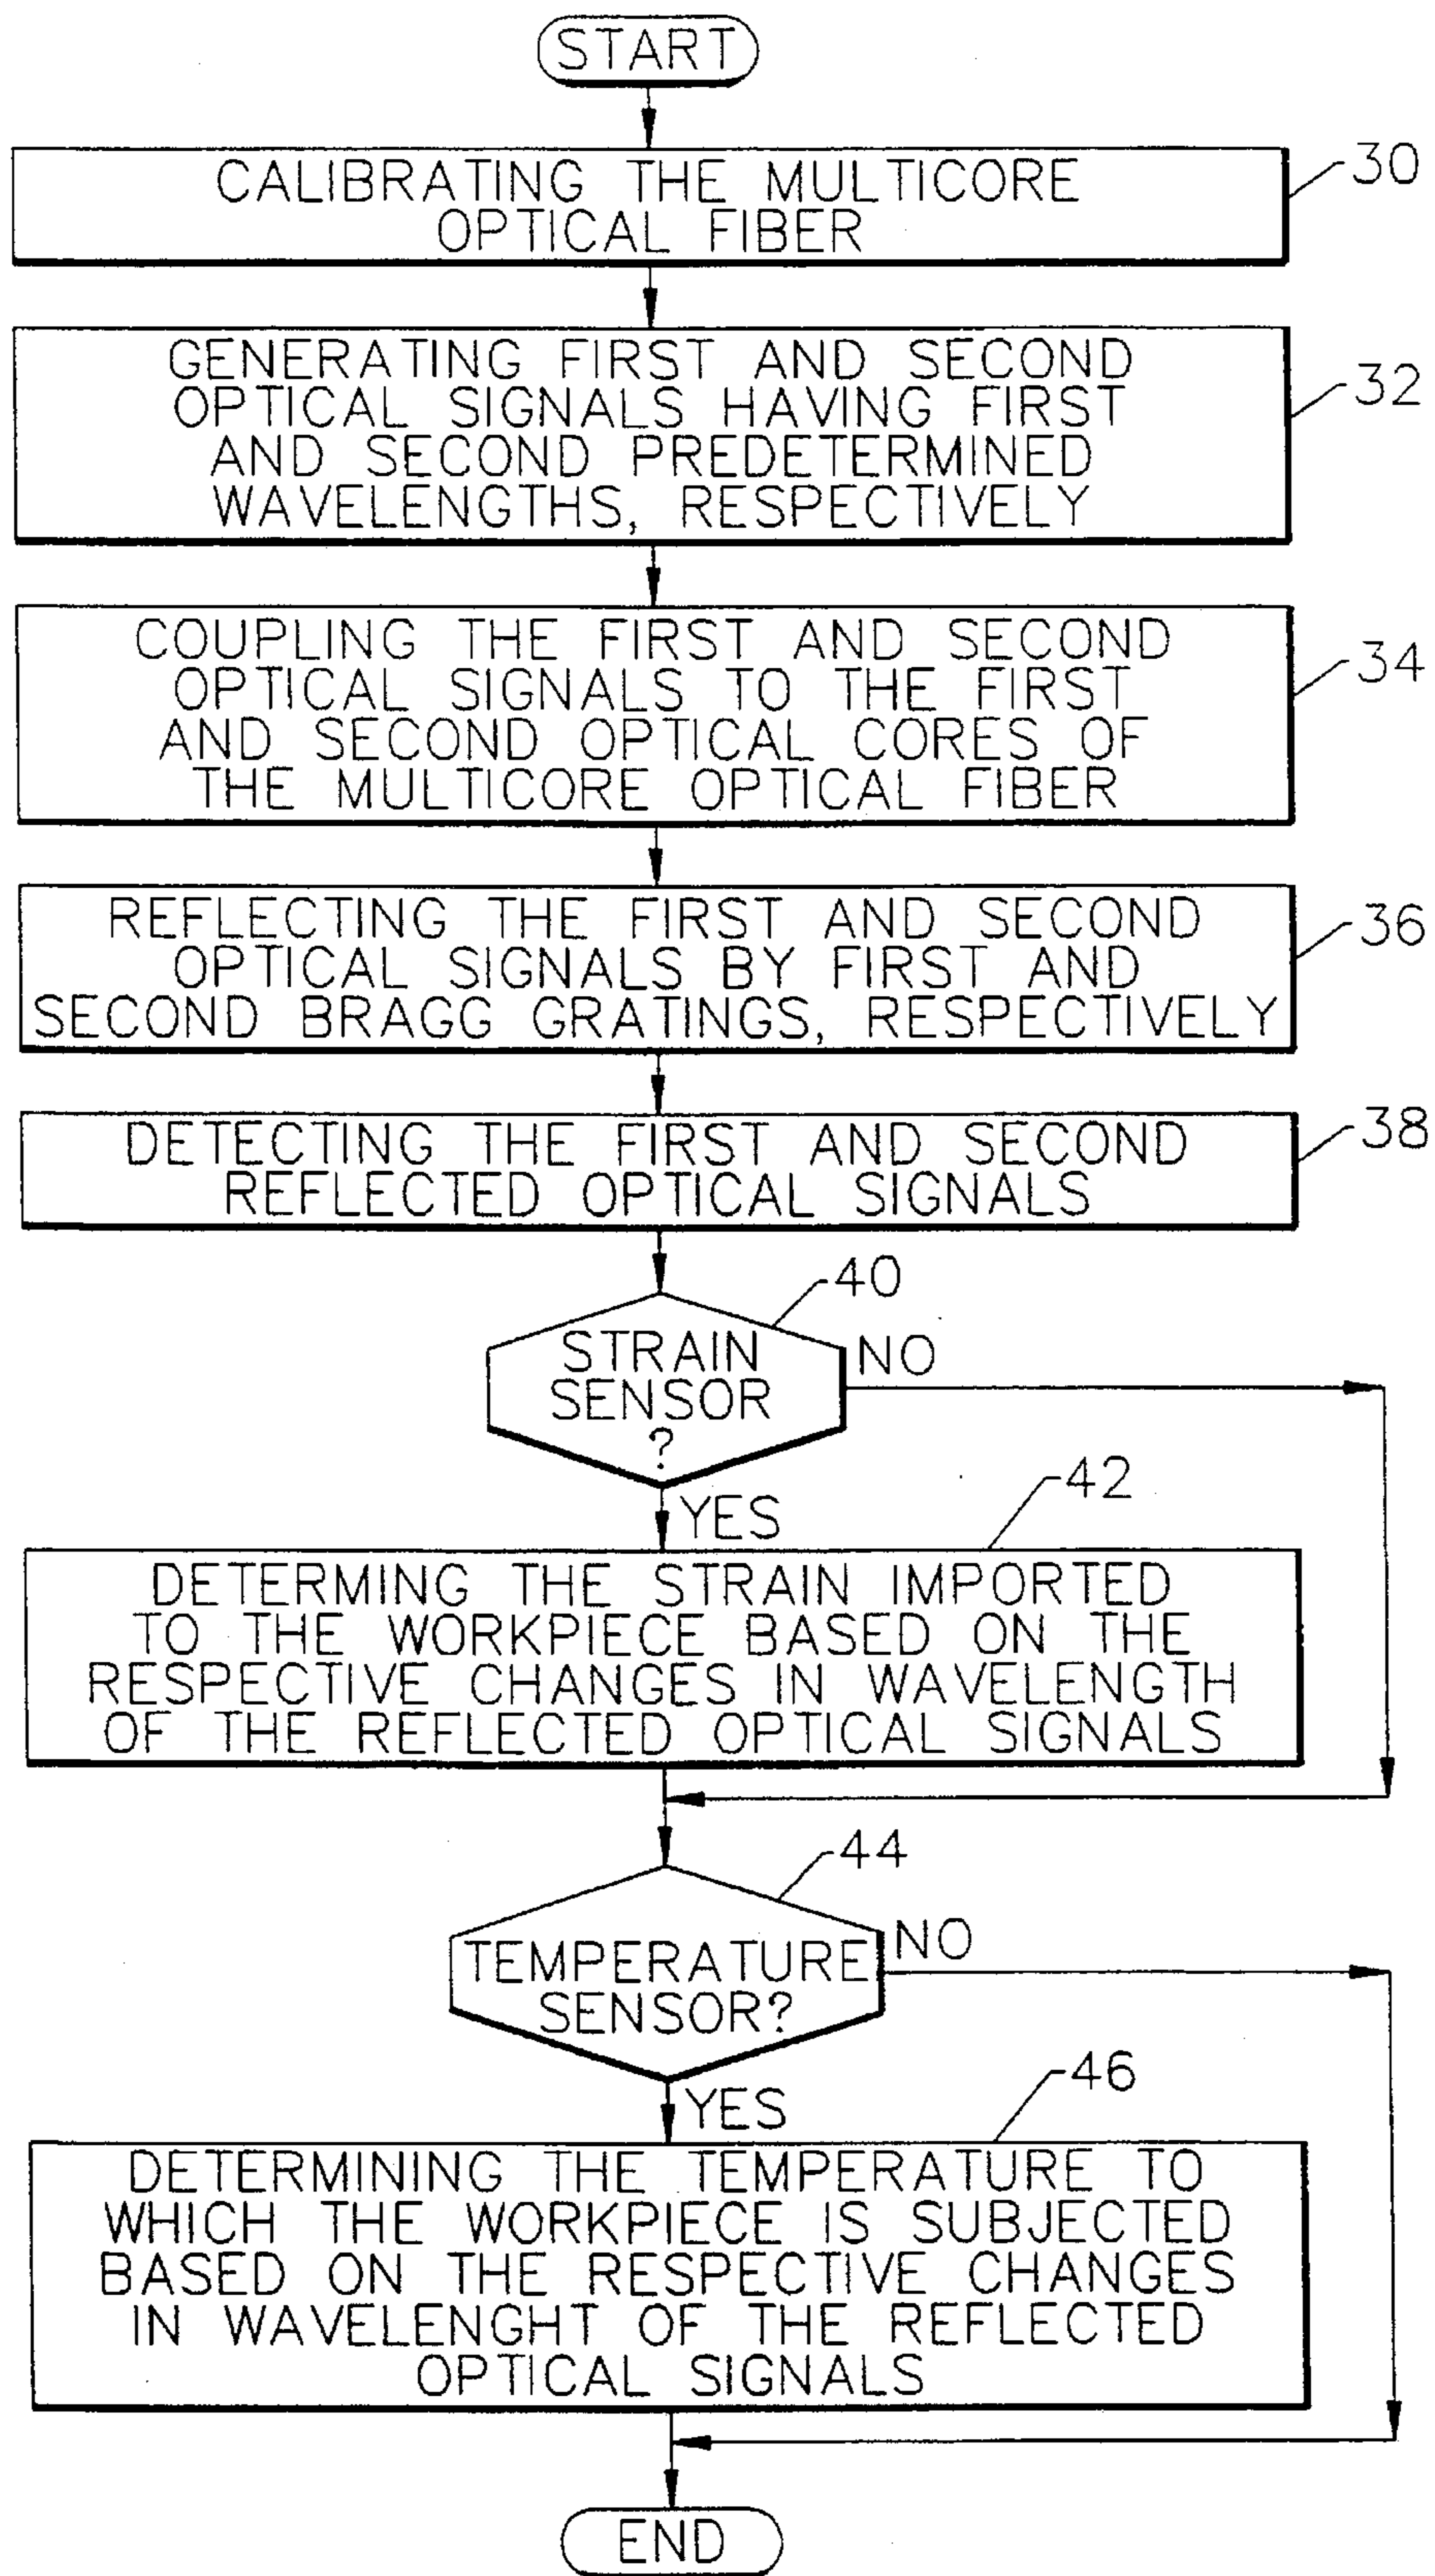 START
CALIBRATING THE MULTICORE
OPTICAL FIBER
30
GENERATING FIRST AND SECOND
OPTICAL SIGNALS HAVING FIRST
AND SECOND PREDETERMINED
WAVELENGTHS, RESPECTIVELY
32
COUPLING THE FIRST AND SECOND
OPTICAL SIGNALS TO THE FIRST
AND SECOND OPTICAL CORES OF
THE MULTICORE OPTICAL FIBER
34
REFLECTING THE FIRST AND SECOND
OPTICAL SIGNALS BY FIRST AND
SECOND BRAGG GRATINGS, RESPECTIVELY
36
DETECTING THE FIRST AND SECOND
REFLECTED OPTICAL SIGNALS
38
40
STRAIN
SENSOR
?
NO
YES
42
DETERMING THE STRAIN IMPORTED
TO THE WORKPIECE BASED ON THE
RESPECTIVE CHANGES IN WAVELENGTH
OF THE REFLECTED OPTICAL SIGNALS
44
TEMPERATURE
SENSOR?
NO
YES
46
DETERMINING THE TEMPERATURE TO
WHICH THE WORKPIECE IS SUBJECTED
BASED ON THE RESPECTIVE CHANGES
IN WAVELENGHT OF THE REFLECTED
OPTICAL SIGNALS
END